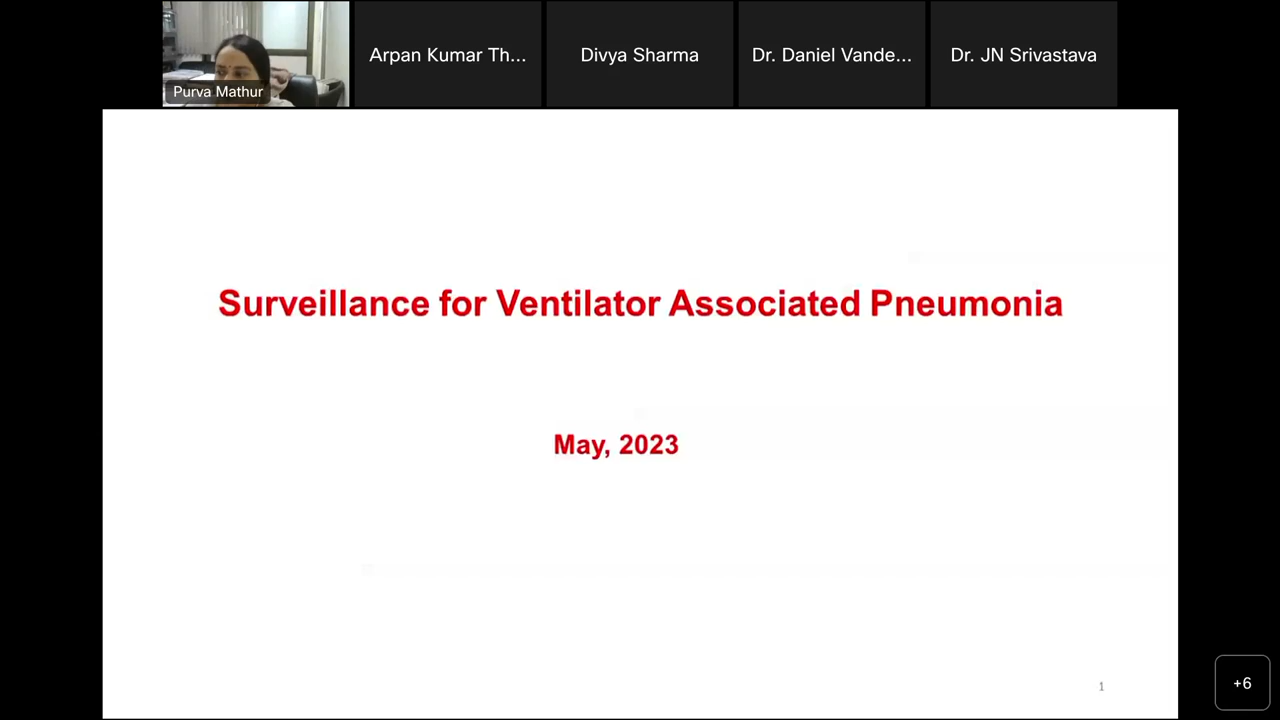 Purva Mathur
Arpan Kumar Th...
Divya Sharma
Dr. Daniel Vande...
Dr. JN Srivastava
Surveillance for Ventilator Associated Pneumonia
May, 2023
1
+6